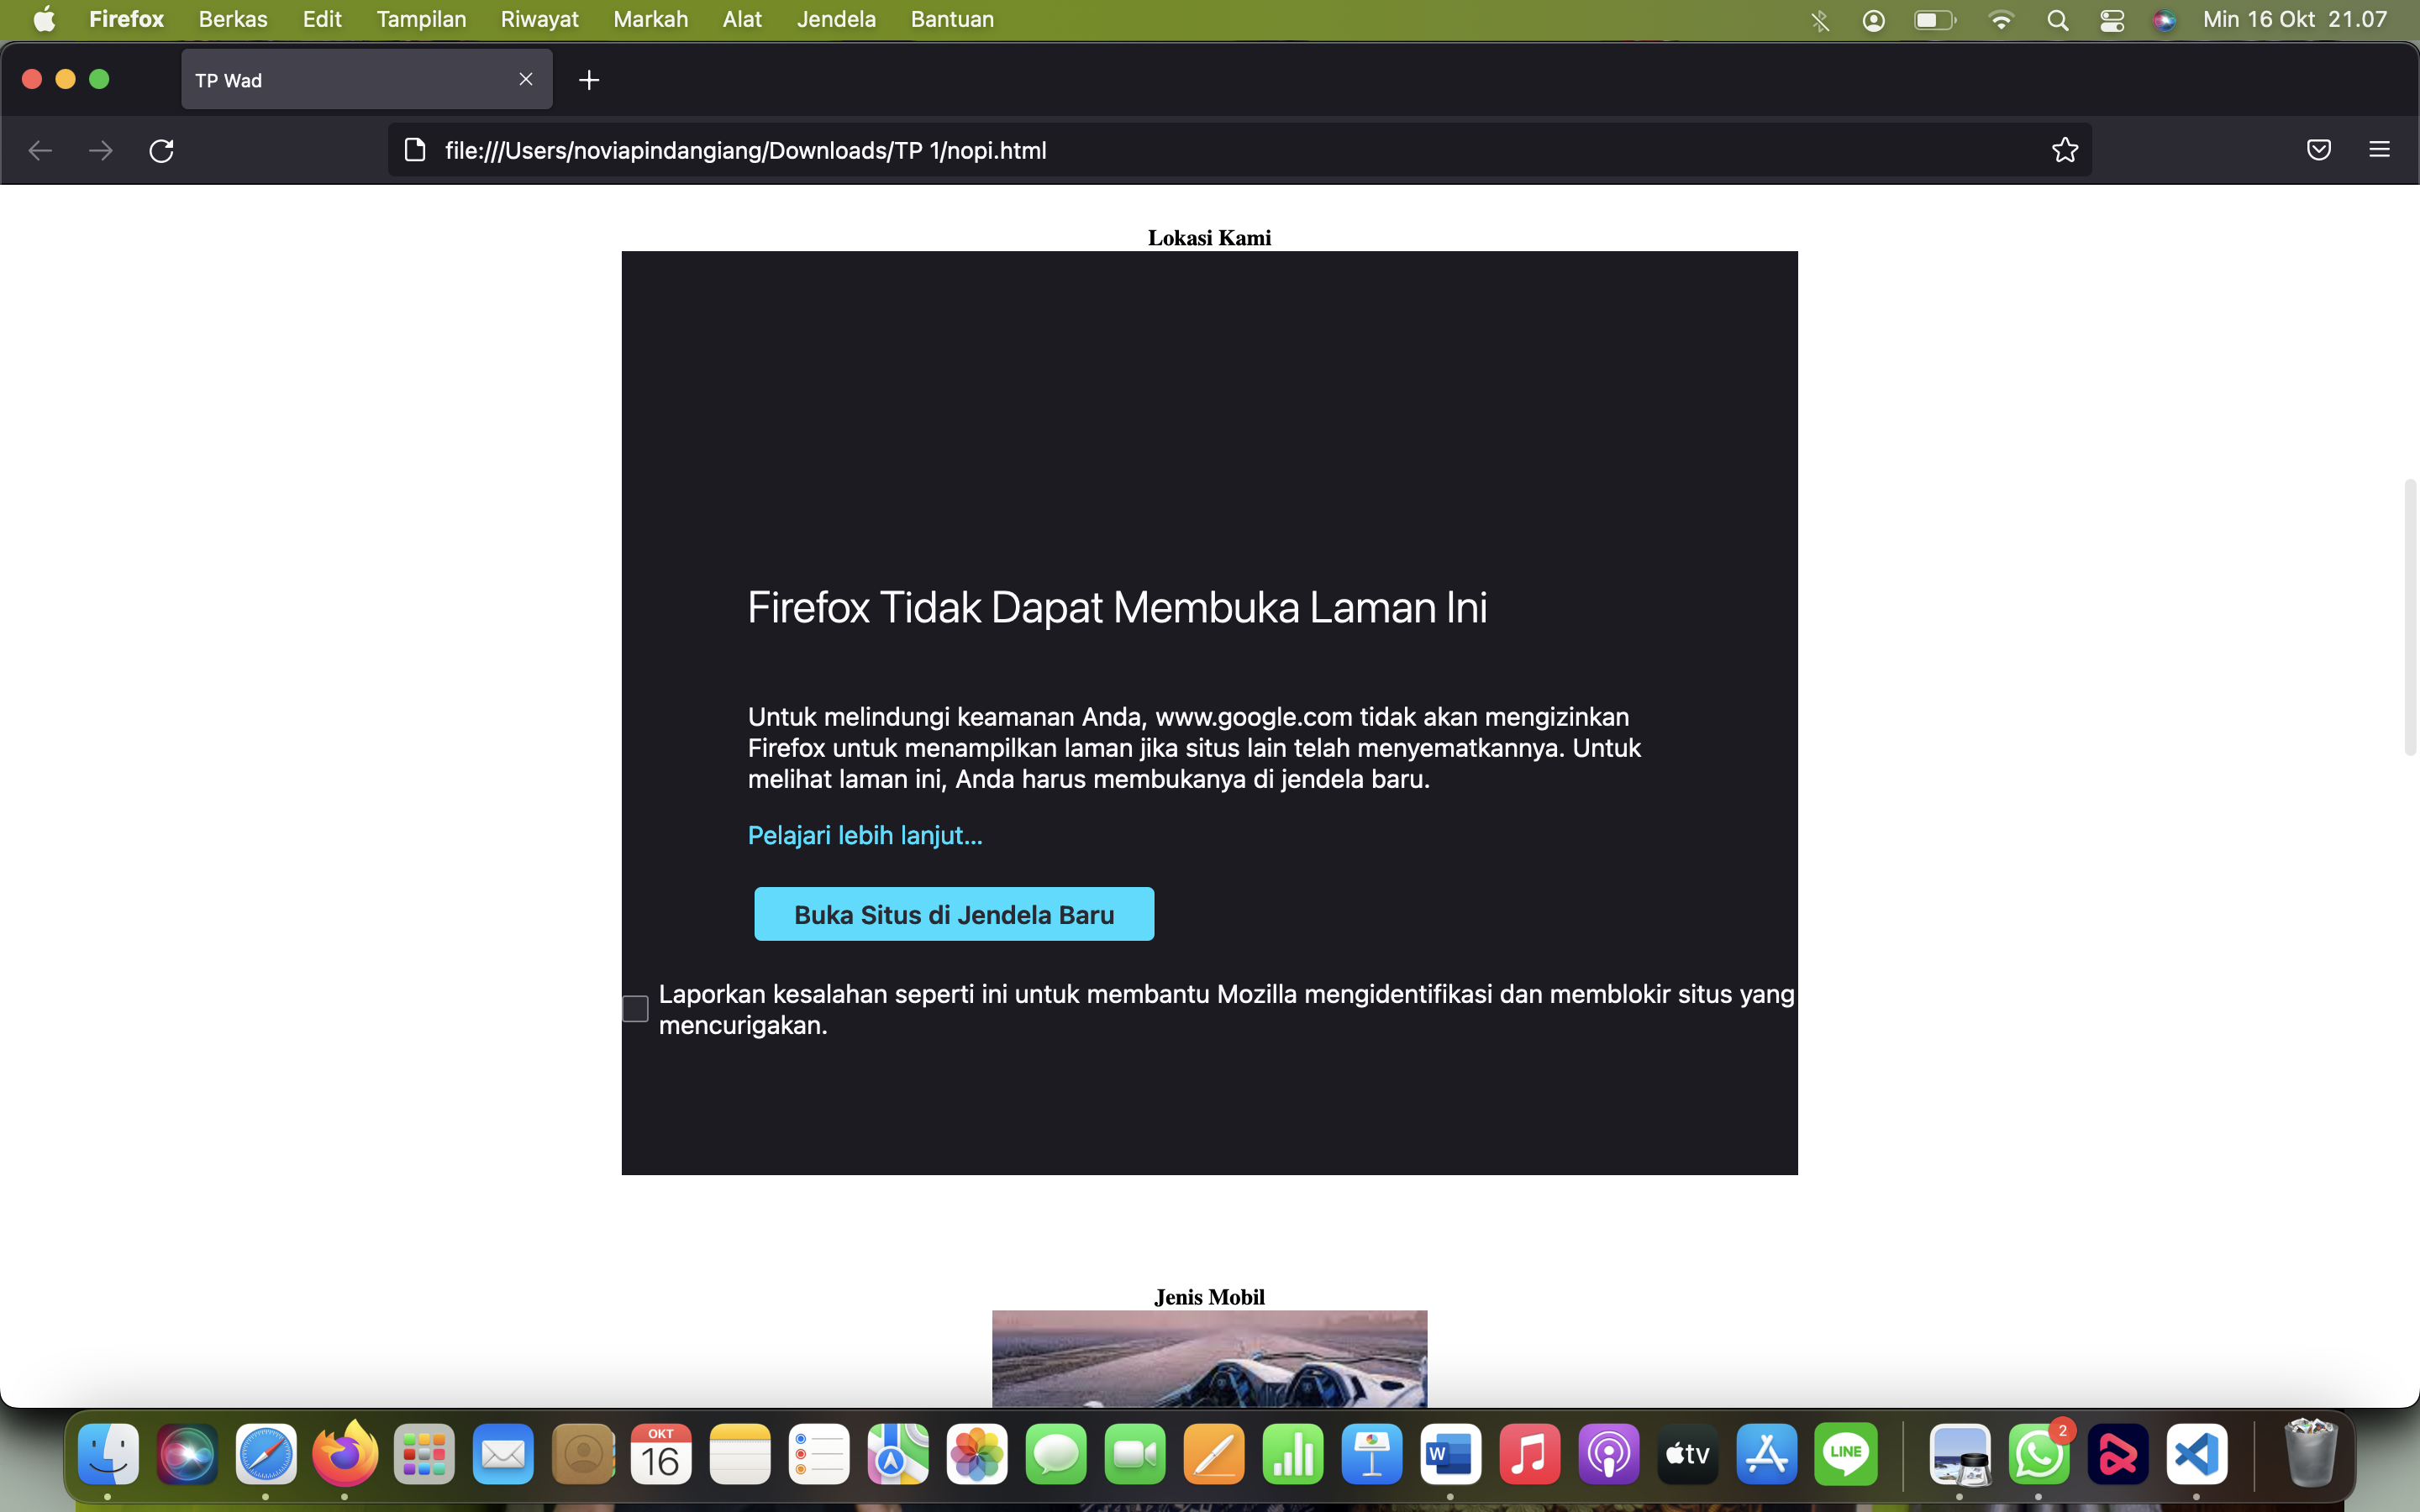 Firefox Berkas Edit Tampilan Riwayat Markah Alat Jendela Bantuan Min 16 Okt 21.07
TP Wad
file:///Users/noviapindangiang/Downloads/TP 1/nopi.html
Lokasi Kami
Firefox Tidak Dapat Membuka Laman Ini
Untuk melindungi keamanan Anda, www.google.com tidak akan mengizinkan
Firefox untuk menampilkan laman jika situs lain telah menyematkannya. Untuk
melihat laman ini, Anda harus membukanya di jendela baru.
Pelajari lebih lanjut...
Buka Situs di Jendela Baru
Laporkan kesalahan seperti ini untuk membantu Mozilla mengidentifikasi dan memblokir situs yang
mencurigakan.
Jenis Mobil
OKT
16
W
tv
LINE
2